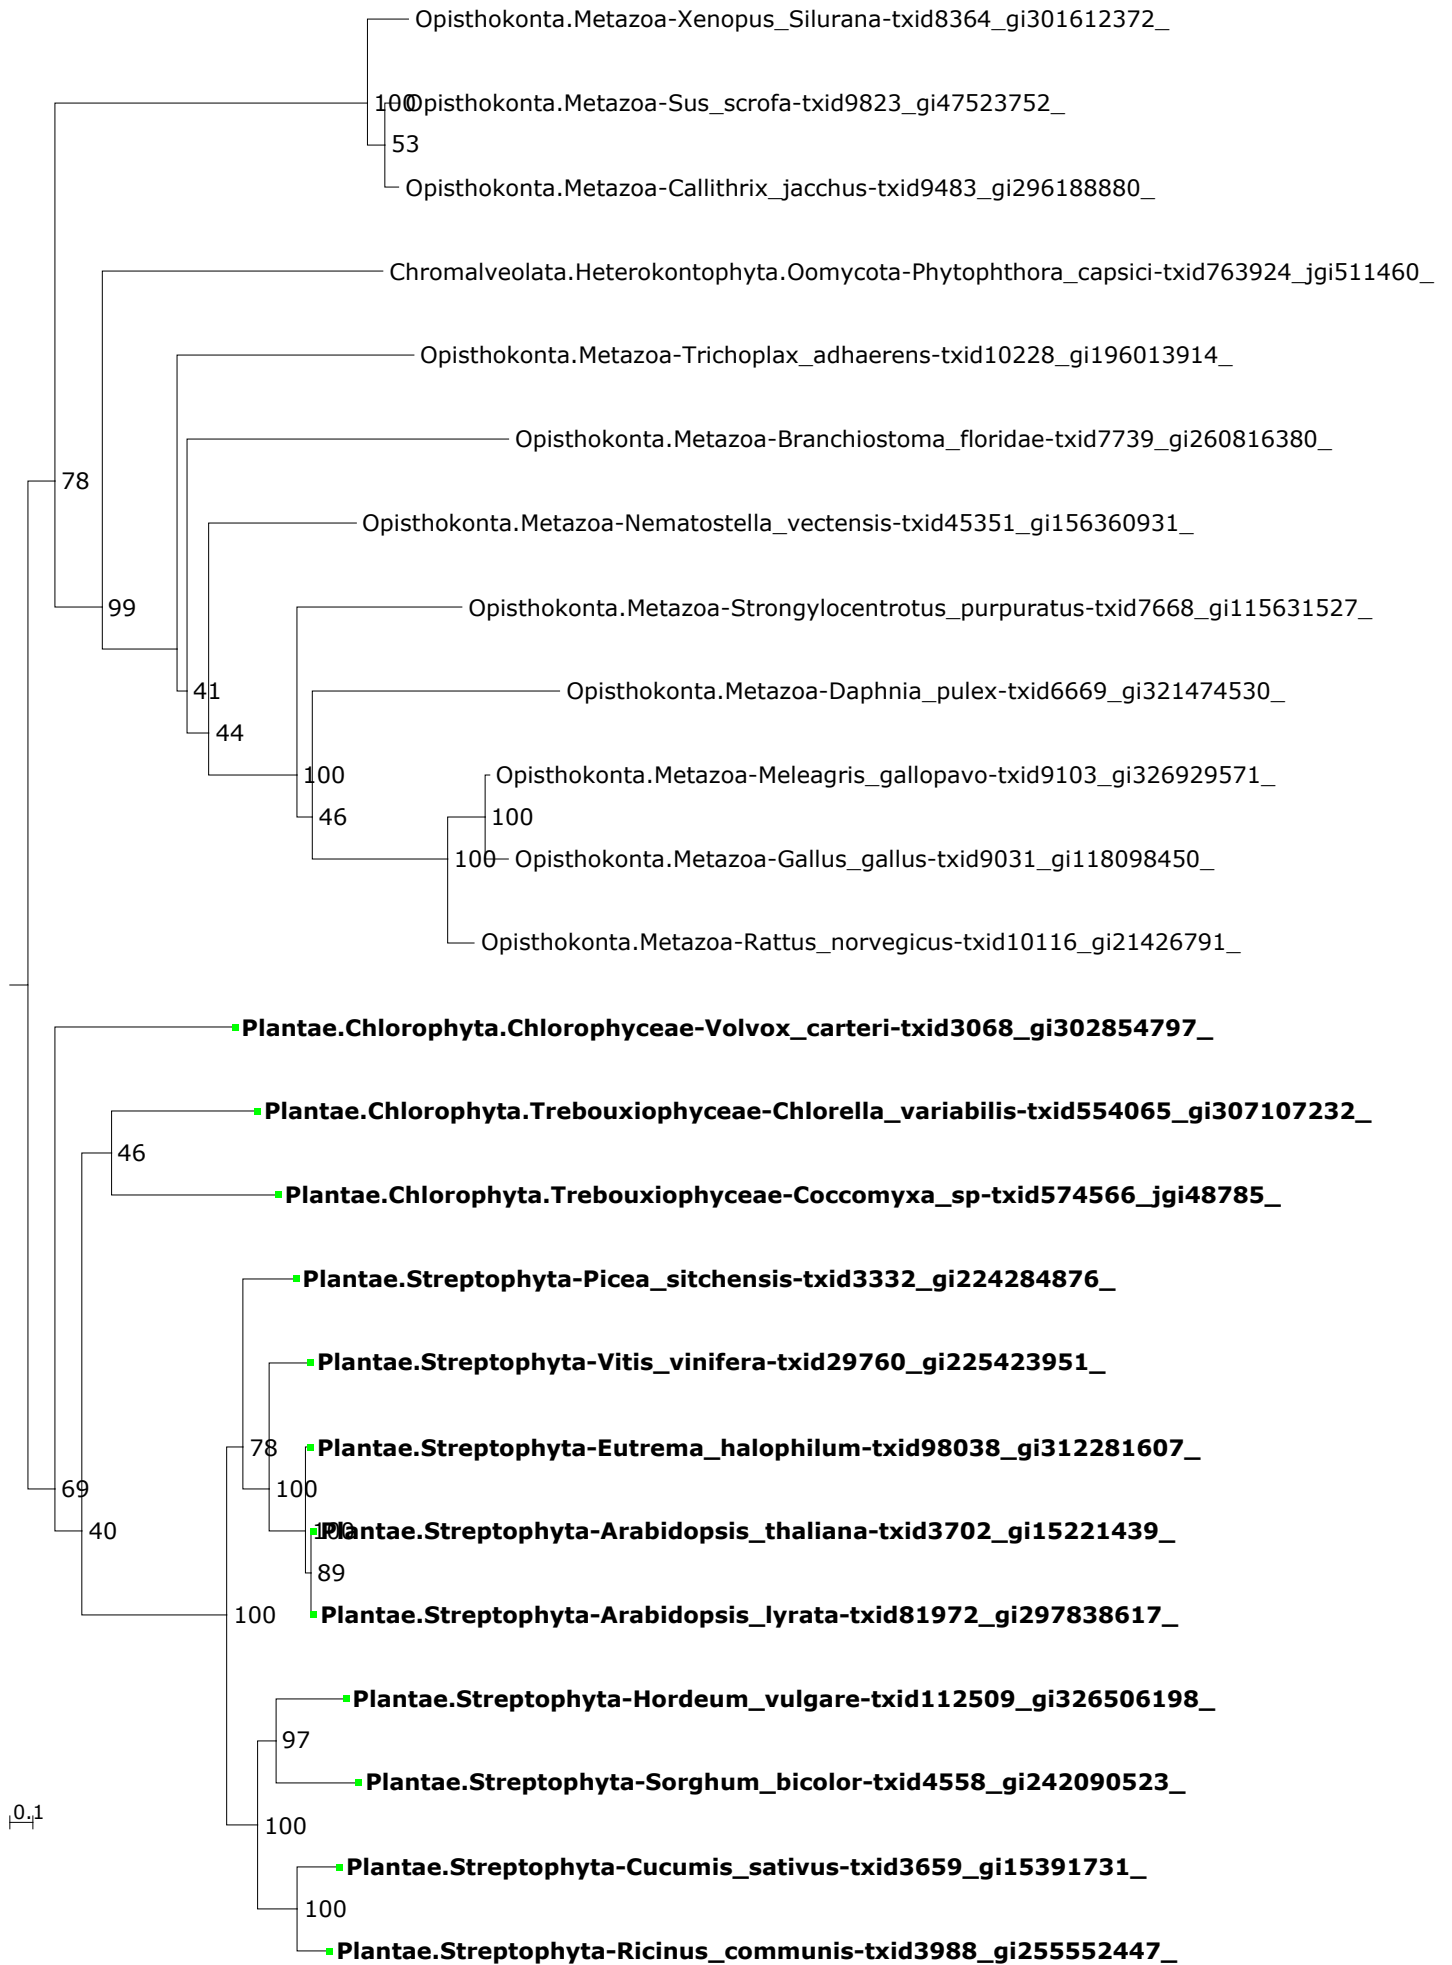 Opisthokonta.Metazoa-Xenopus_Silurana-txid8364_gi301612372_
100
Opisthokonta.Metazoa-Sus_scrofa-txid9823_gi47523752_
53
Opisthokonta.Metazoa-Callithrix_jacchus-txid9483_gi296188880_
Chromalveolata.Heterokontophyta.Oomycota-Phytophthora_capsici-txid763924_jgi511460_
Opisthokonta.Metazoa-Trichoplax_adhaerens-txid10228_gi196013914_
Opisthokonta.Metazoa-Branchiostoma_floridae-txid7739_gi260816380_
78
Opisthokonta.Metazoa-Nematostella_vectensis-txid45351_gi156360931_
99
Opisthokonta.Metazoa-Strongylocentrotus_purpuratus-txid7668_gi115631527_
41
Opisthokonta.Metazoa-Daphnia_pulex-txid6669_gi321474530_
44
100
Opisthokonta.Metazoa-Meleagris_gallopavo-txid9103_gi326929571_
46
100
100
Opisthokonta.Metazoa-Gallus_gallus-txid9031_gi118098450_
Opisthokonta.Metazoa-Rattus_norvegicus-txid10116_gi21426791_
Plantae.Chlorophyta.Chlorophyceae-Volvox_carteri-txid3068_gi302854797_
Plantae.Chlorophyta.Trebouxiophyceae-Chlorella_variabilis-txid554065_gi307107232_
46
Plantae.Chlorophyta.Trebouxiophyceae-Coccomyxa_sp-txid574566_jgi48785_
Plantae.Streptophyta-Picea_sitchensis-txid3332_gi224284876_
Plantae.Streptophyta-Vitis_vinifera-txid29760_gi225423951_
78
Plantae.Streptophyta-Eutrema_halophilum-txid98038_gi312281607_
69
100
40
100
Plantae.Streptophyta-Arabidopsis_thaliana-txid3702_gi15221439_
89
100
Plantae.Streptophyta-Arabidopsis_lyrata-txid81972_gi297838617_
Plantae.Streptophyta-Hordeum_vulgare-txid112509_gi326506198_
97
Plantae.Streptophyta-Sorghum_bicolor-txid4558_gi242090523_
0.1
100
Plantae.Streptophyta-Cucumis_sativus-txid3659_gi15391731_
100
Plantae.Streptophyta-Ricinus_communis-txid3988_gi255552447_